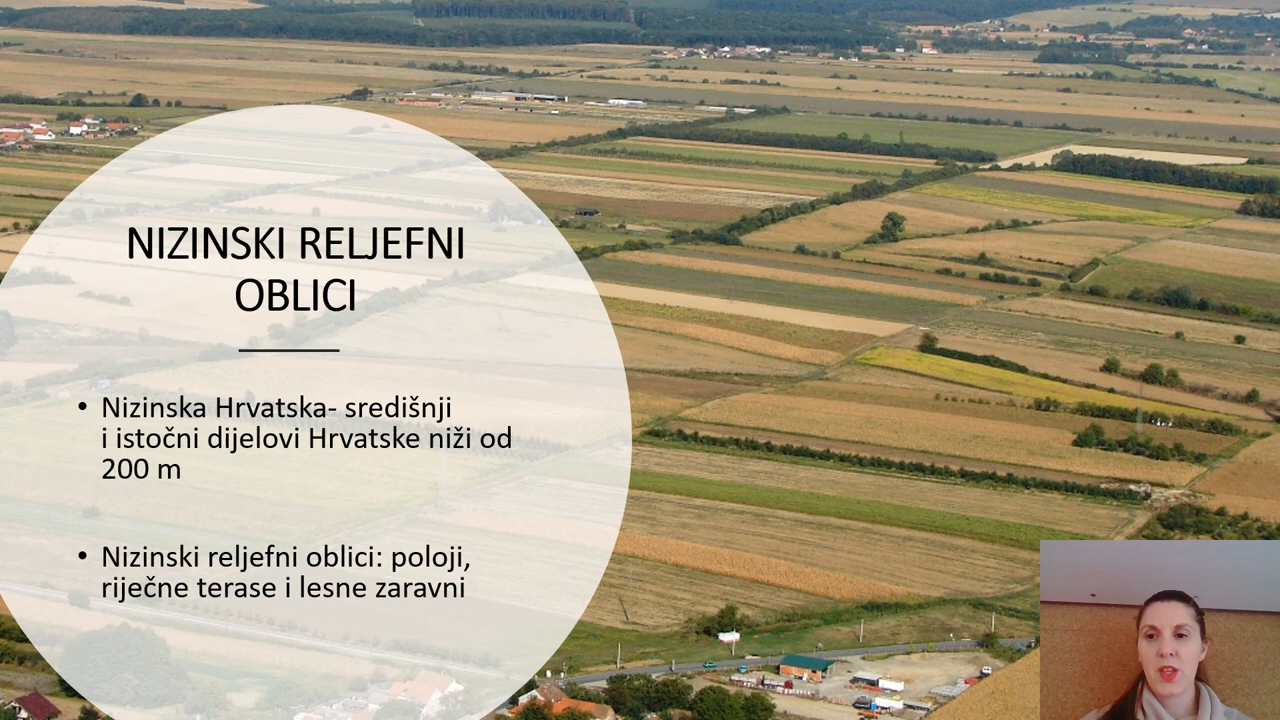 NIZINSKI RELJEFNI
OBLICI
• Nizinska Hrvatska- središnji
i istočni dijelovi Hrvatske niži od
200 m
• Nizinski reljefni oblici: poloji,
riječne terase i lesne zaravni